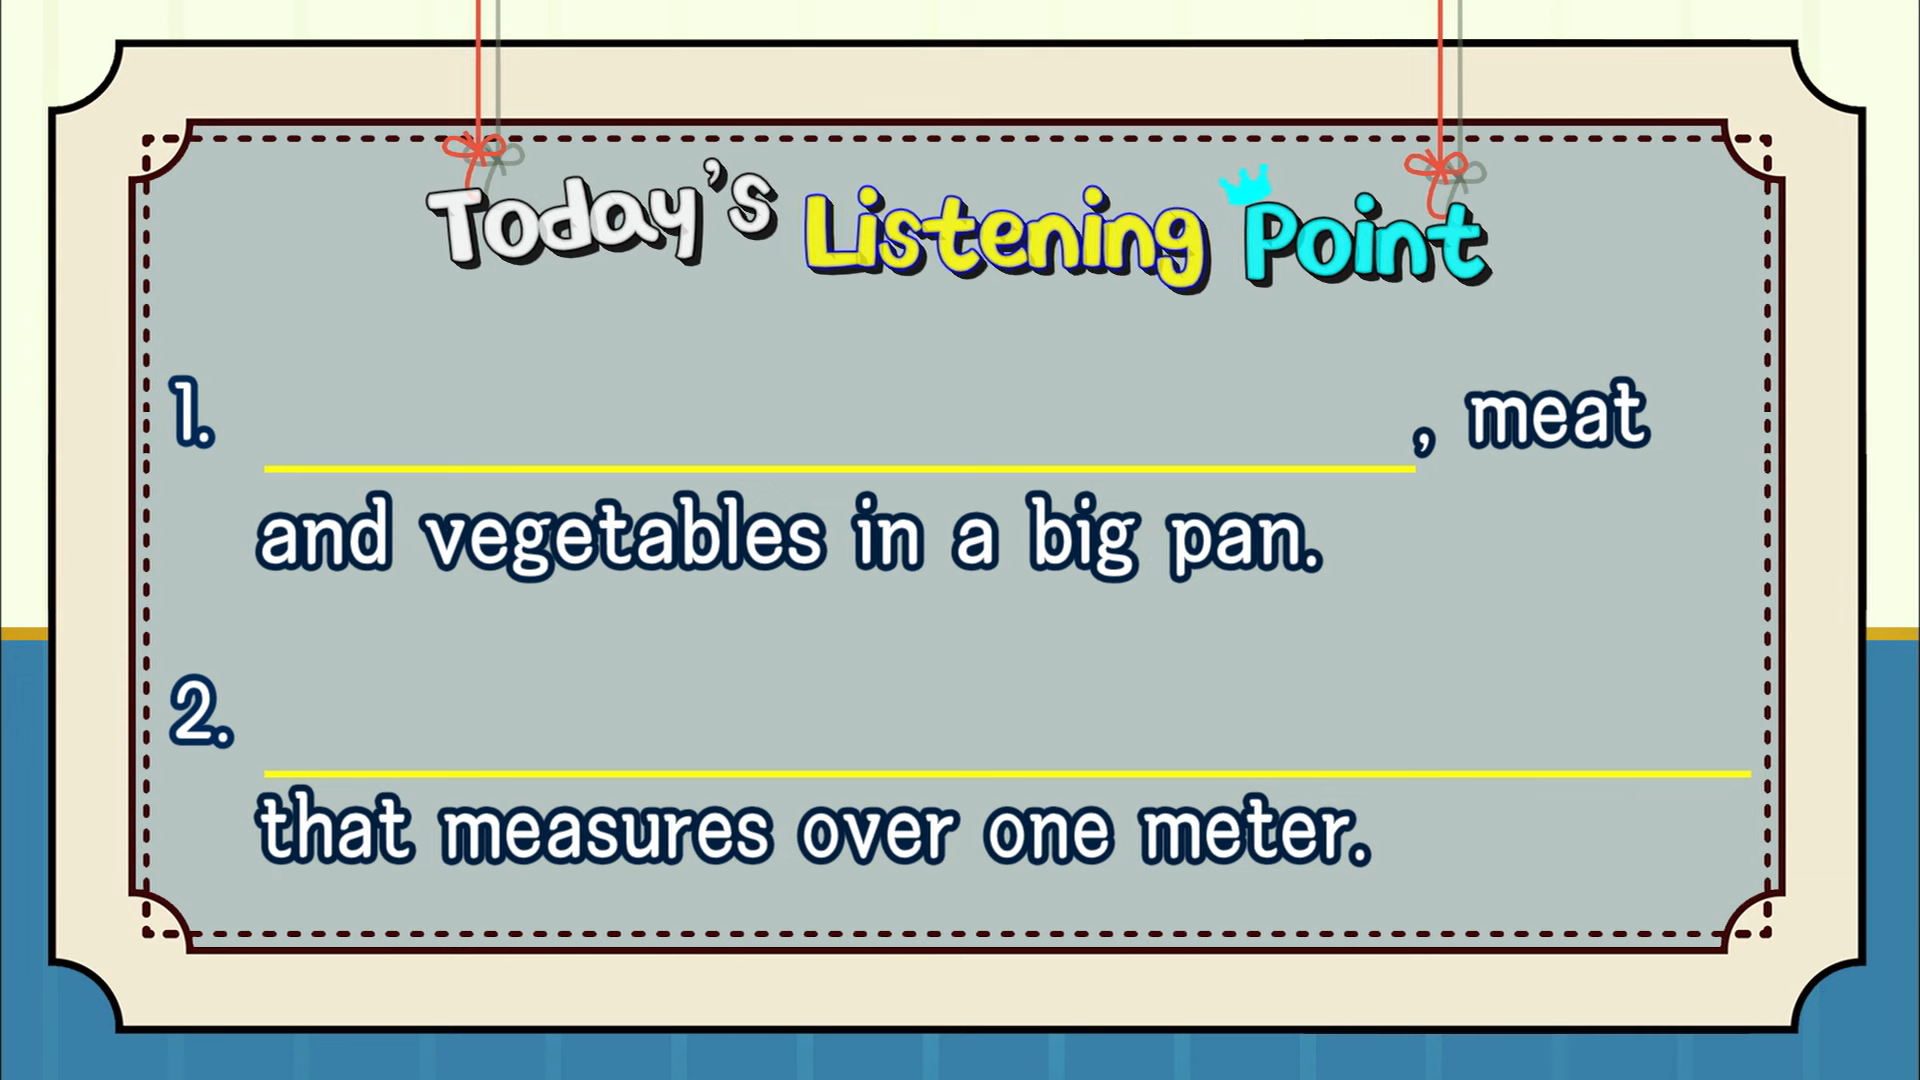 Today's Listening Point
1. , meat
and vegetables in a big pan.
2.
that measures over one meter.